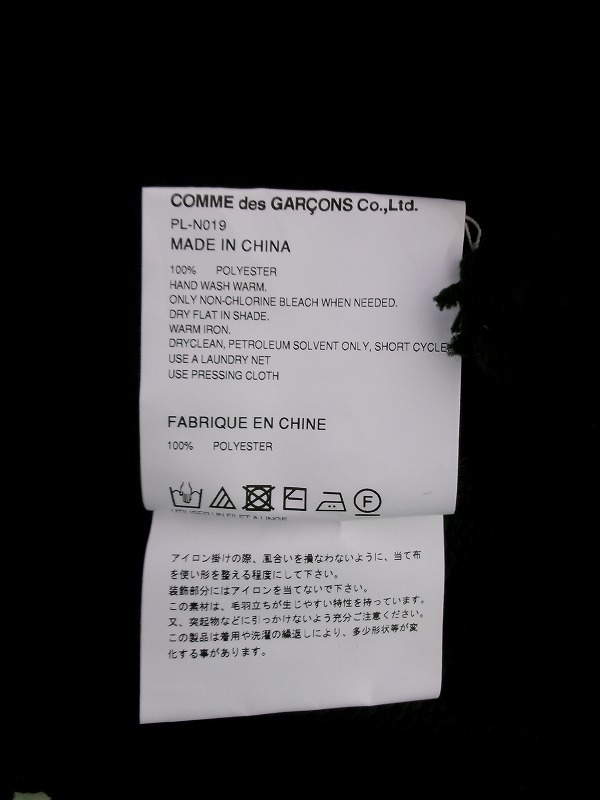 COMME des GARÇONS Co.,Ltd.
PL-N019
MADE IN CHINA
100% POLYESTER
HAND WASH WARM.
ONLY NON-CHLORINE BLEACH WHEN NEEDED.
DRY FLAT IN SHADE.
WARM IRON.
DRYCLEAN, PETROLEUM SOLVENT ONLY, SHORT CYCLE
USE A LAUNDRY NET
USE PRESSING CLOTH
FABRIQUE EN CHINE
100% POLYESTER
F
UTILISER UN FILET A LINGE
アイロン掛けの際、風合いを損なわないように、当て布
を使い形を整える程度にして下さい。
装飾部分にはアイロンを当てないで下さい。
この素材は、毛羽立ちが生じやすい特性を持っています。
又、突起物などに引っかけないよう充分ご注意ください。
この製品は着用や洗濯の繰返しにより、多少形状等が変
化する事があります。